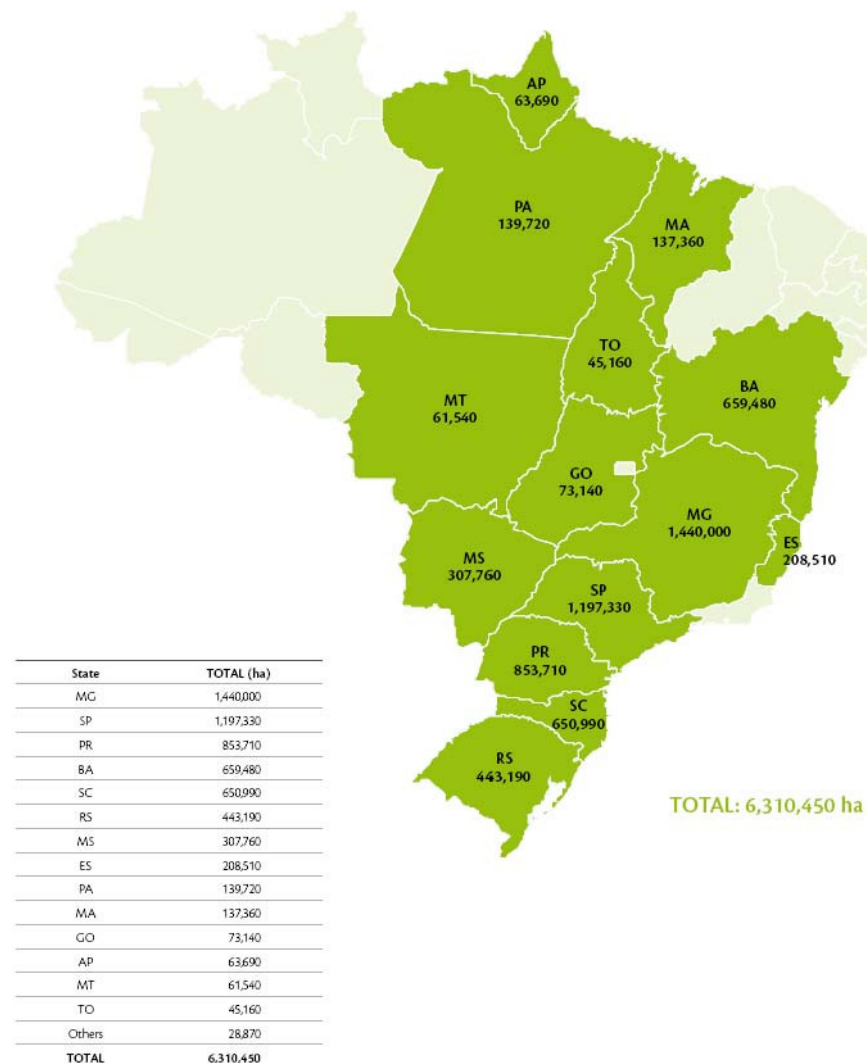 AP
63,690
PA
139,720
MA
137,360
TO
45,160
BA
659,480
MT
61,540
GO
73,140
MG
1,440,000
ES
208,510
MS
307,760
SP
1,197,330
PR
853,710
SC
650,990
RS
443,190
TOTAL: 6,310,450 ha
State TOTAL (ha)
MG 1,440,000
SP 1,197,330
PR 853,710
BA 659,480
SC 650,990
RS 443,190
MS 307,760
ES 208,510
PA 139,720
MA 137,360
GO 73,140
AP 63,690
MT 61,540
TO 45,160
Others 28,870
TOTAL 6,310,450